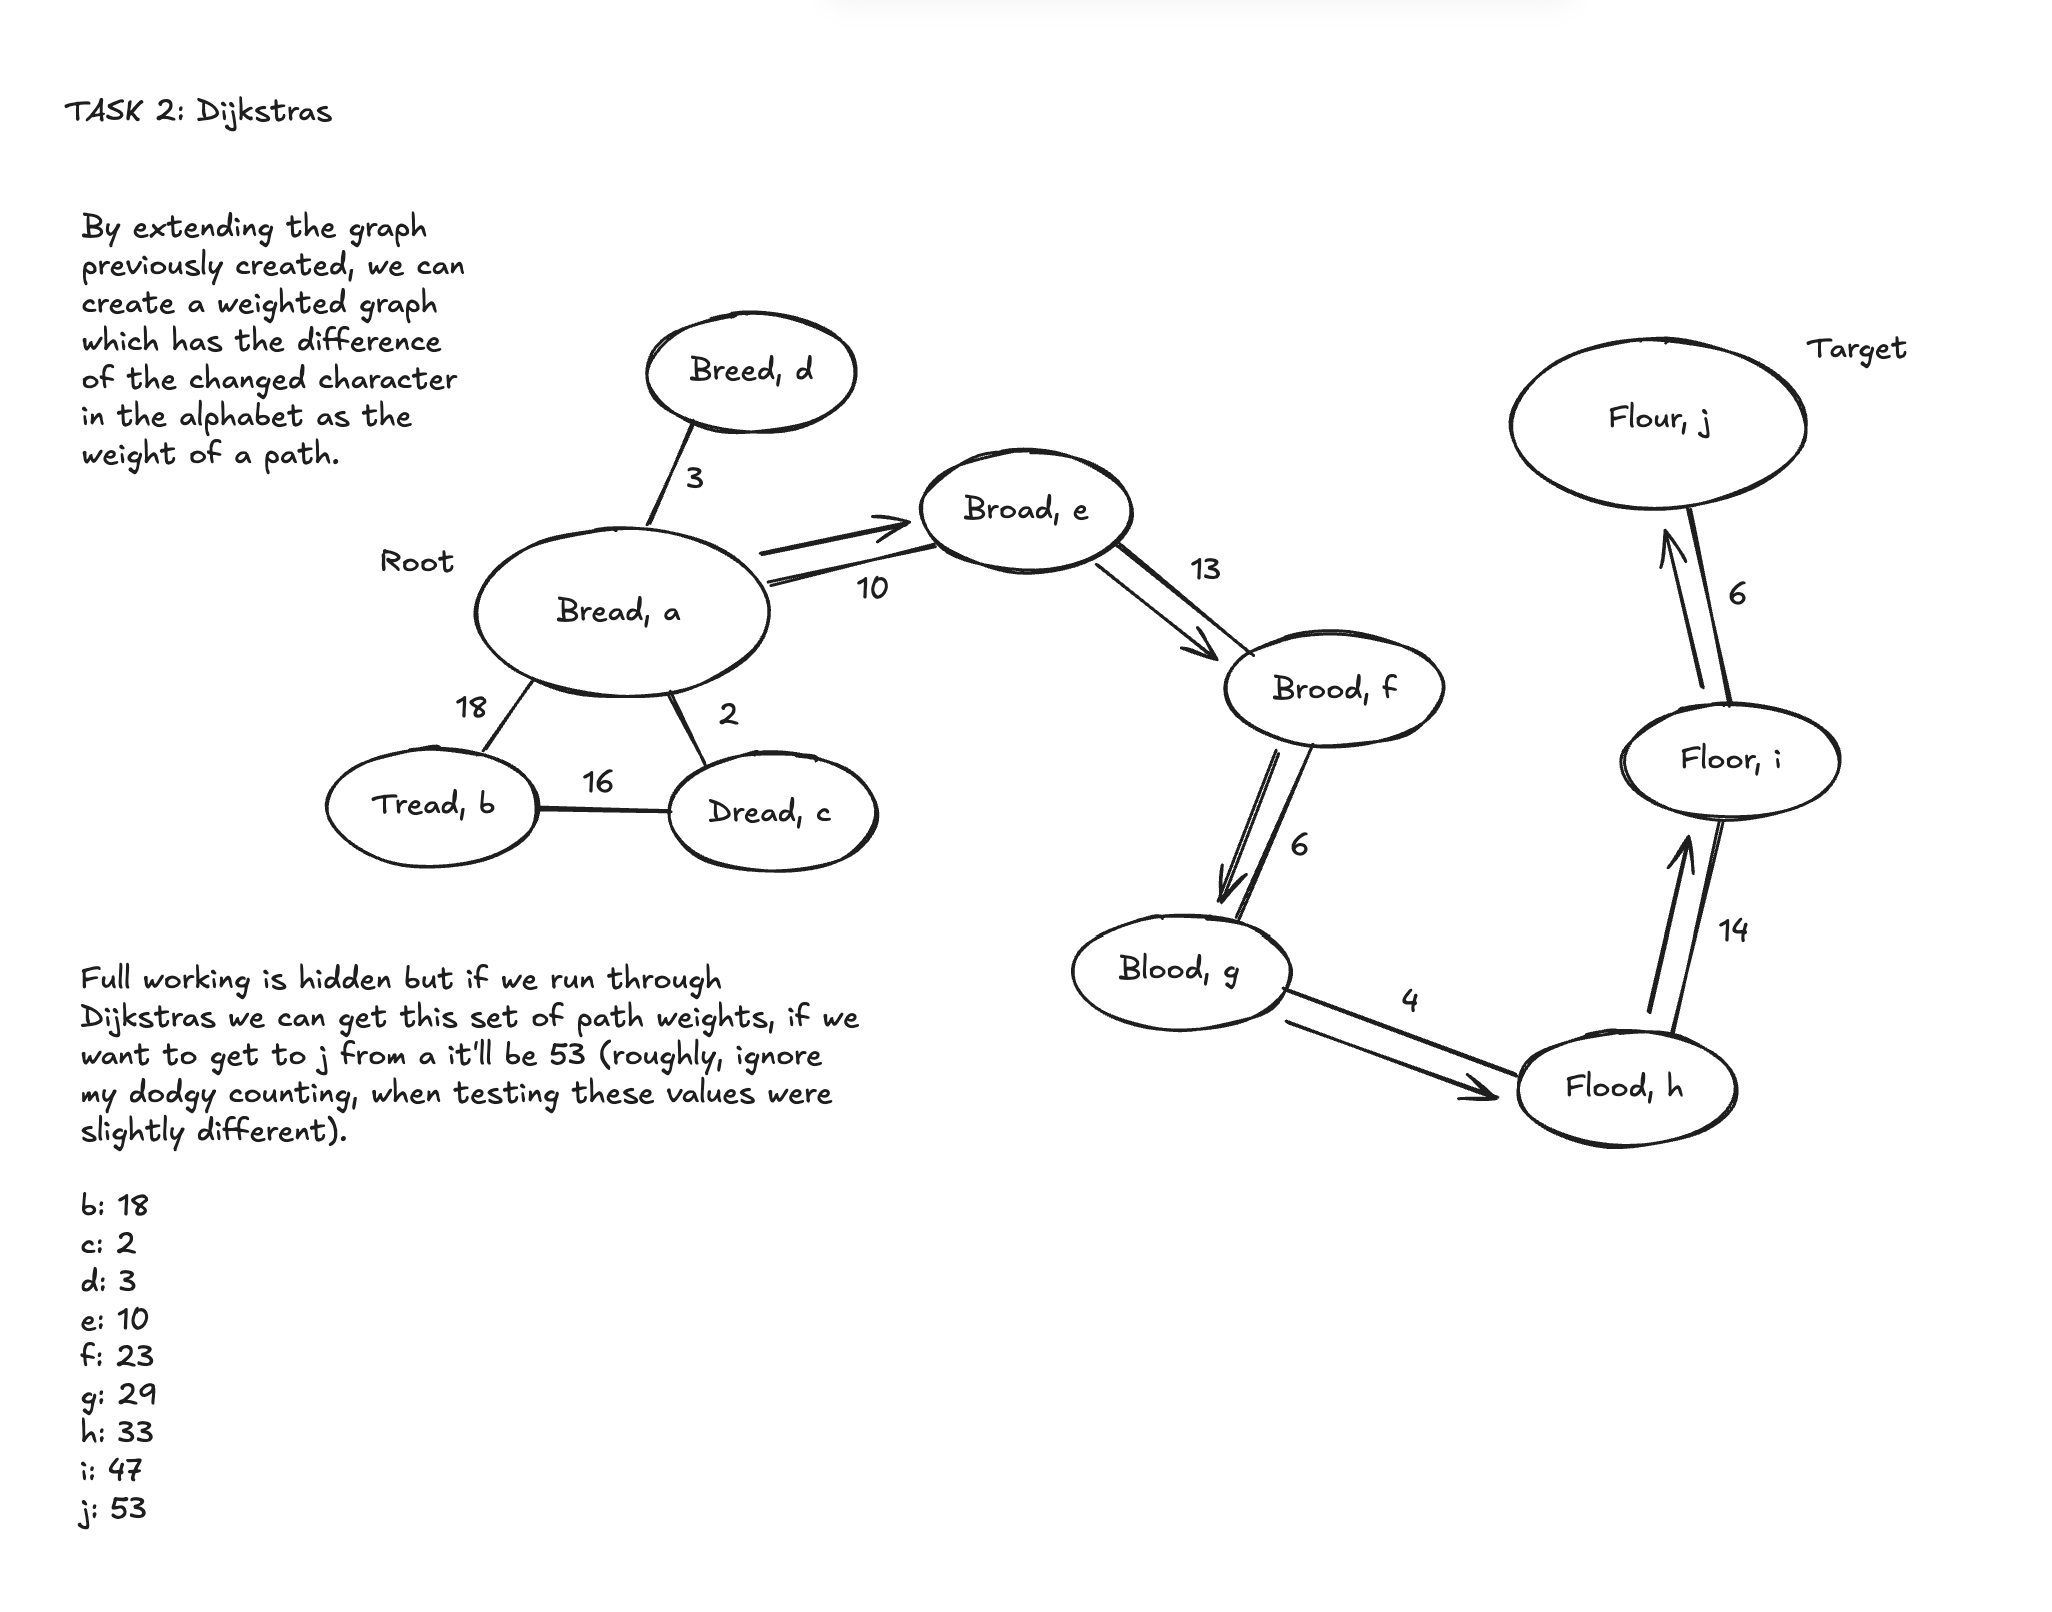 TASK 2: Dijkstras
By extending the graph
previously created, we can
create a weighted graph
which has the difference
of the changed character
in the alphabet as the
weight of a path.
Breed, d
3
Root
Bread, a
10
Broad, e
13
Brood, f
18
2
Tread, b
16
Dread, c
6
Blood, g
4
Flood, h
14
Floor, i
6
Flour, j
Target
Full working is hidden but if we run through
Dijkstras we can get this set of path weights, if we
want to get to j from a it'll be 53 (roughly, ignore
my dodgy counting, when testing these values were
slightly different).
b: 18
c: 2
d: 3
e: 10
f: 23
g: 29
h: 33
i: 47
j: 53